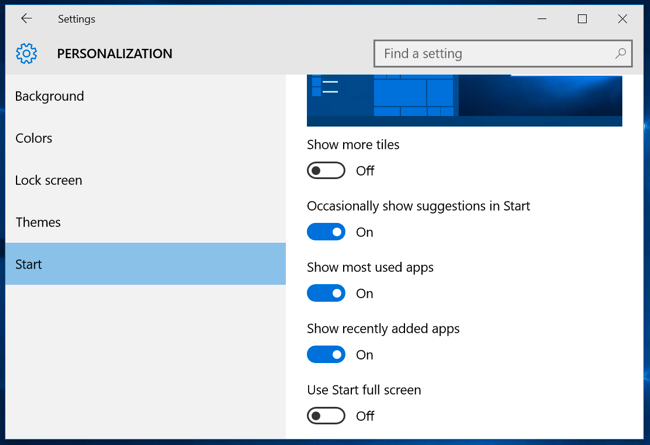 Settings
PERSONALIZATION
Find a setting
Background
Colors
Lock screen
Themes
Start
Show more tiles
Off
Occasionally show suggestions in Start
On
Show most used apps
On
Show recently added apps
On
Use Start full screen
Off